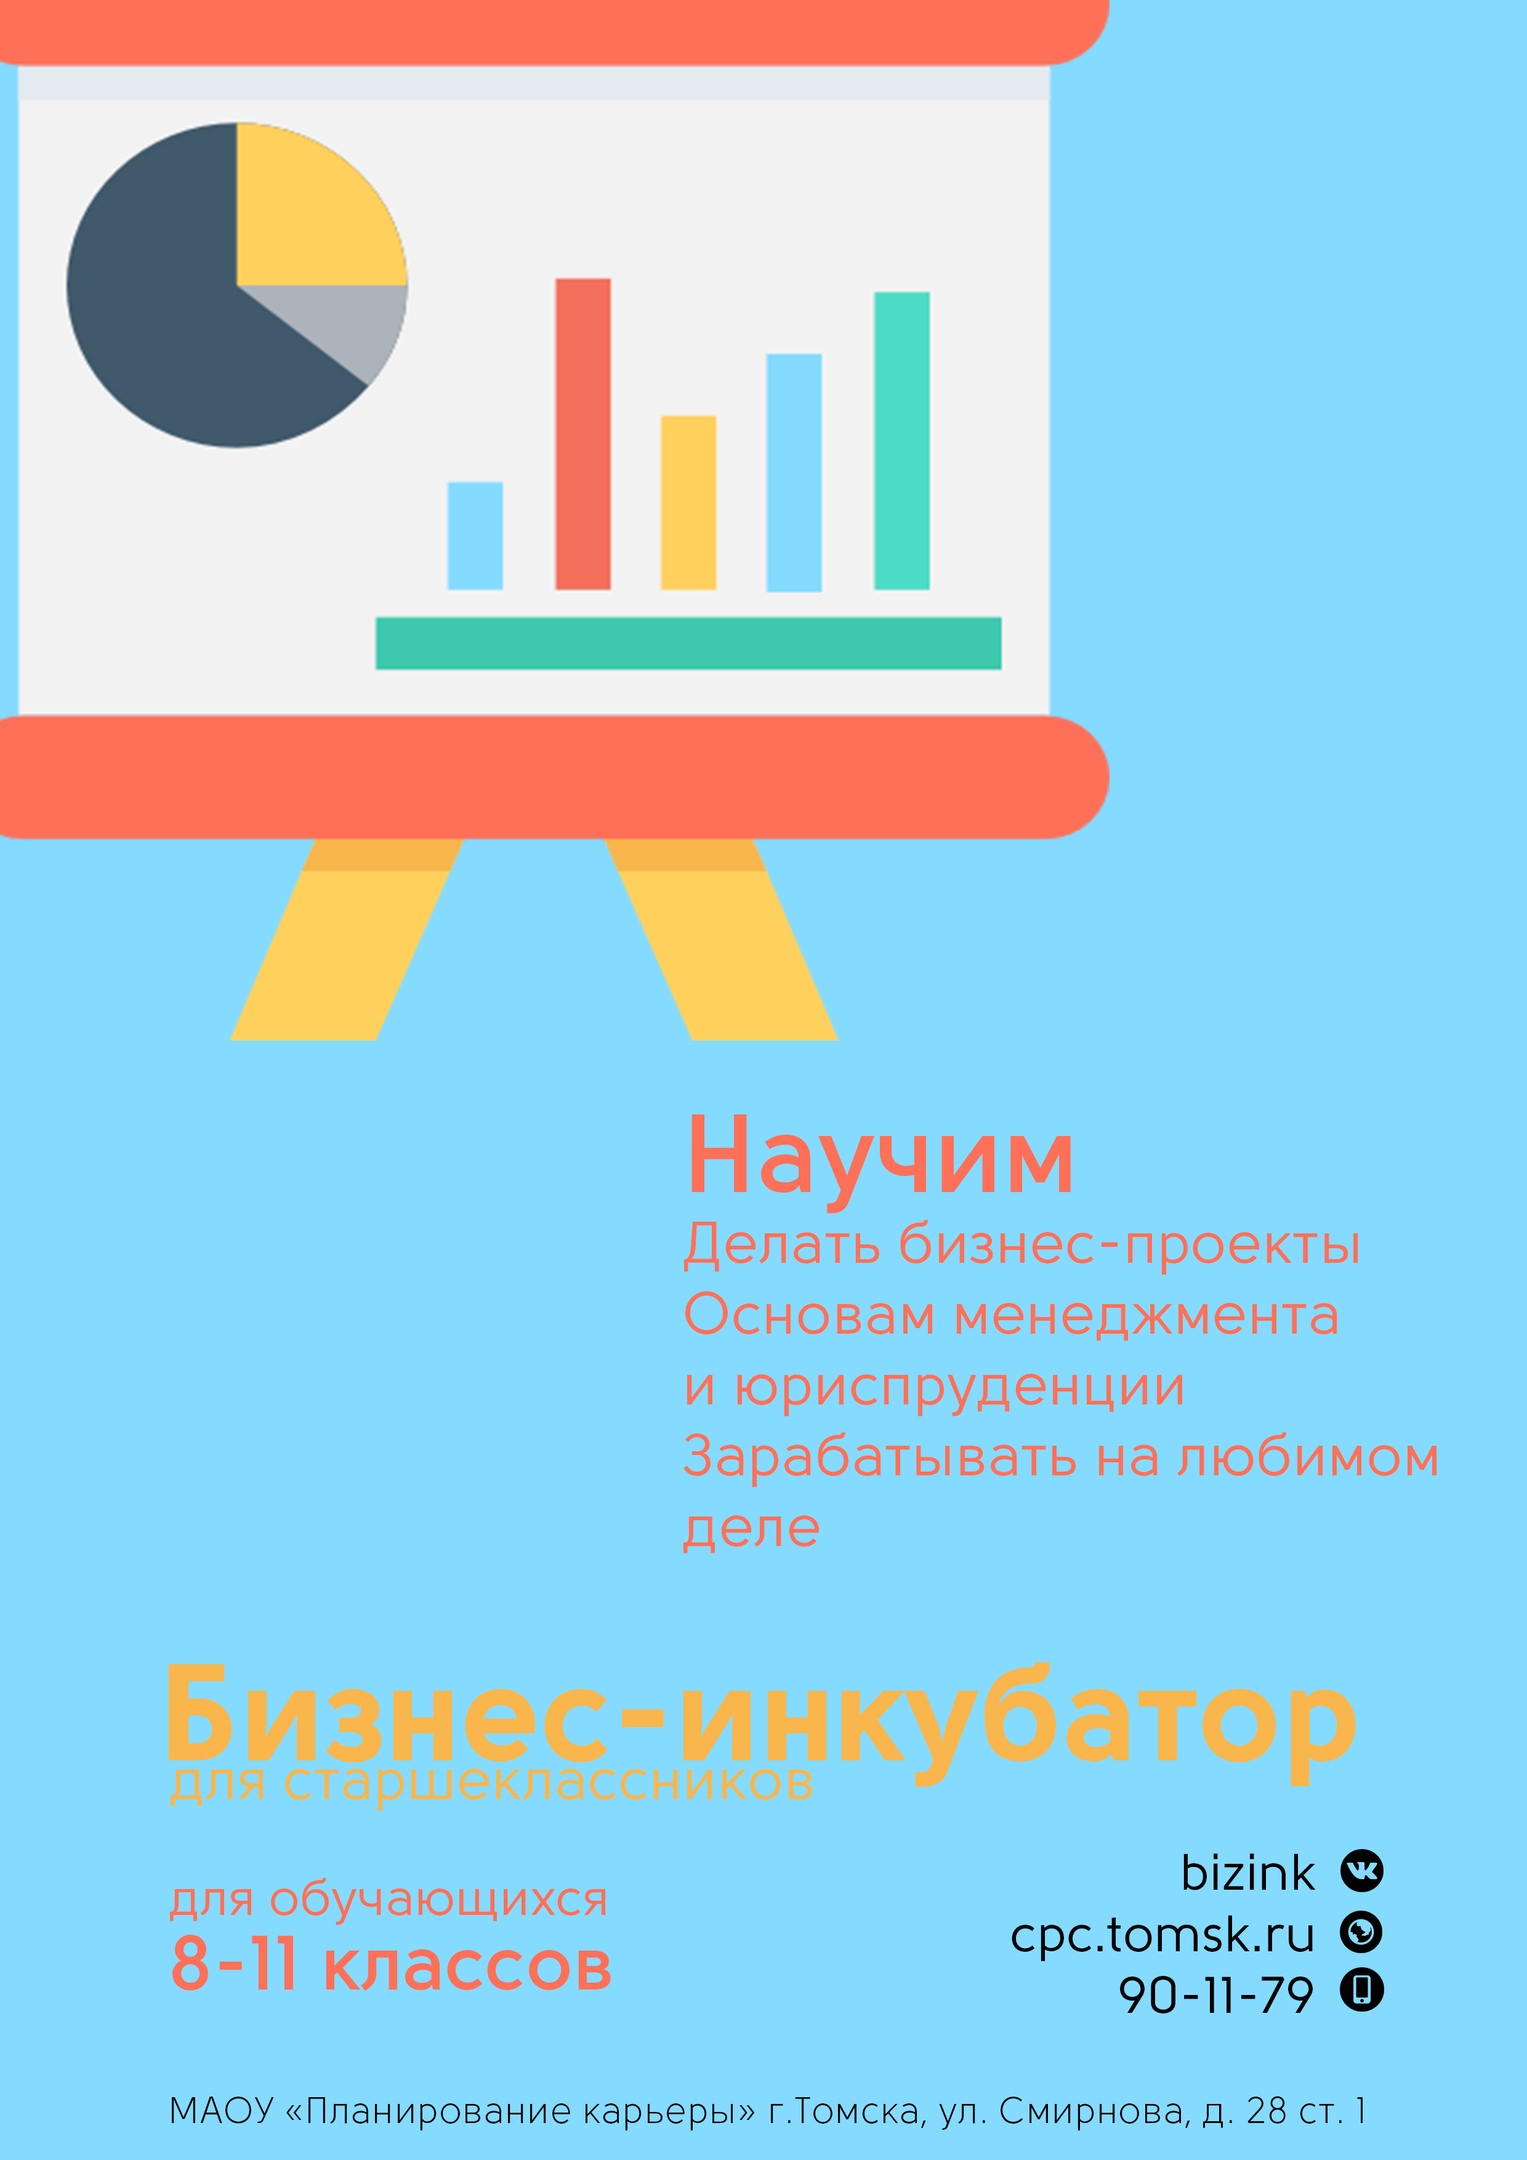 Научим
Делать бизнес-проекты
Основам менеджмента
и юриспруденции
Зарабатывать на любимом
деле
Бизнес-инкубатор
для старшеклассников
для обучающихся
8-11 классов
bizink
cpc.tomsk.ru
90-11-79
МАОУ «Планирование карьеры» г.Томска, ул. Смирнова, д. 28 ст. 1